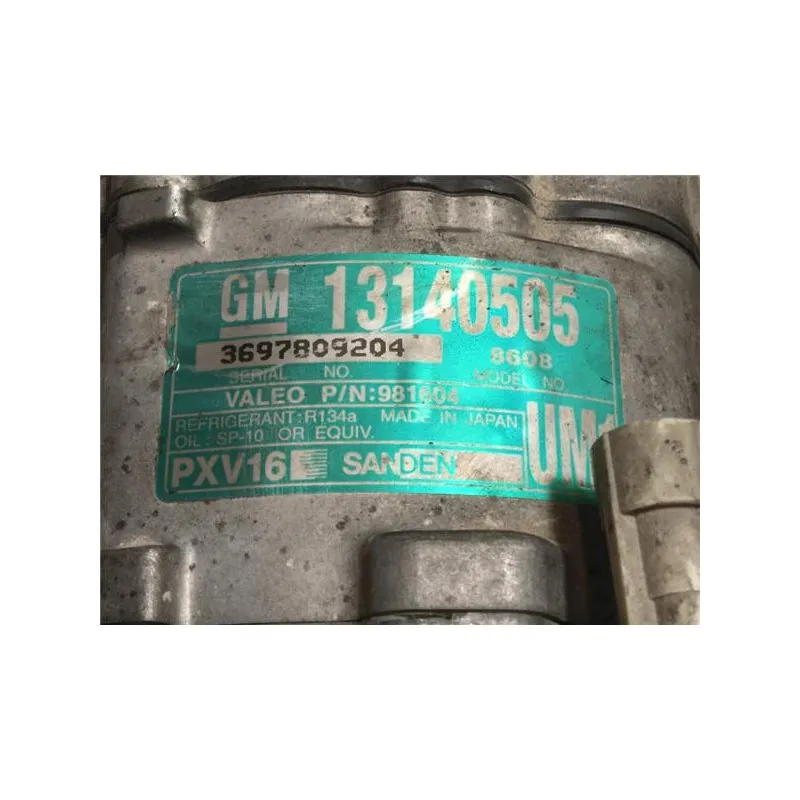 GM 13140505
3697809204 8608
SERIAL NO. MODEL NO.
VALEO P/N:981604
REFRIGERANT:R134a MADE IN JAPAN
OIL : SP-10 OR EQUIV.
UM1
PXV16 SANDEN